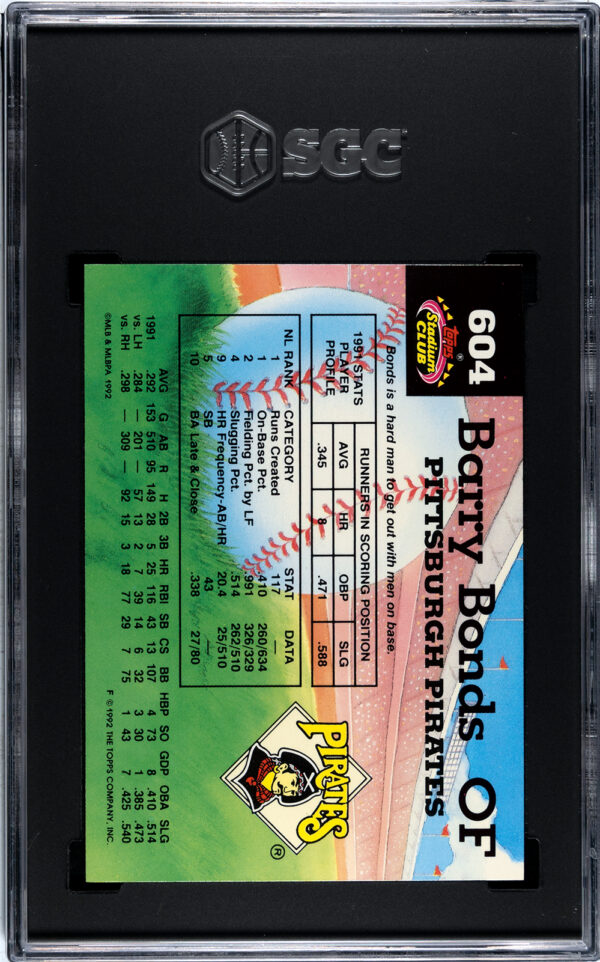 SGC
604
Topps
Stadium
CLUB®
Barry Bonds OF
PITTSBURGH PIRATES
Bonds is a hard man to get out with men on base.
1991 STATS PLAYER PROFILE
RUNNERS IN SCORING POSITION
AVG HR OBP SLG
.345 8 .471 .588
NL RANK CATEGORY STAT DATA
1 Runs Created 117 —
1 On-Base Pct. .410 260/634
2 Fielding Pct. by LF .991 326/329
4 Slugging Pct. .514 262/510
9 HR Frequency-AB/HR 20.4 25/510
5 SB 43 —
10 BA Late & Close .338 27/80
PIRATES
®
AVG G AB R H 2B 3B HR RBI SB CS BB HBP SO GDP OBA SLG
1991 .292 153 510 95 149 28 5 25 116 43 13 107 4 73 8 .410 .514
vs. LH .284 — 201 — 57 13 2 7 39 14 6 32 3 30 1 .385 .473
vs. RH .298 — 309 — 92 15 3 18 77 29 7 75 1 43 7 .425 .540
©MLB & MLBPA 1992
F ©1992 THE TOPPS COMPANY, INC.